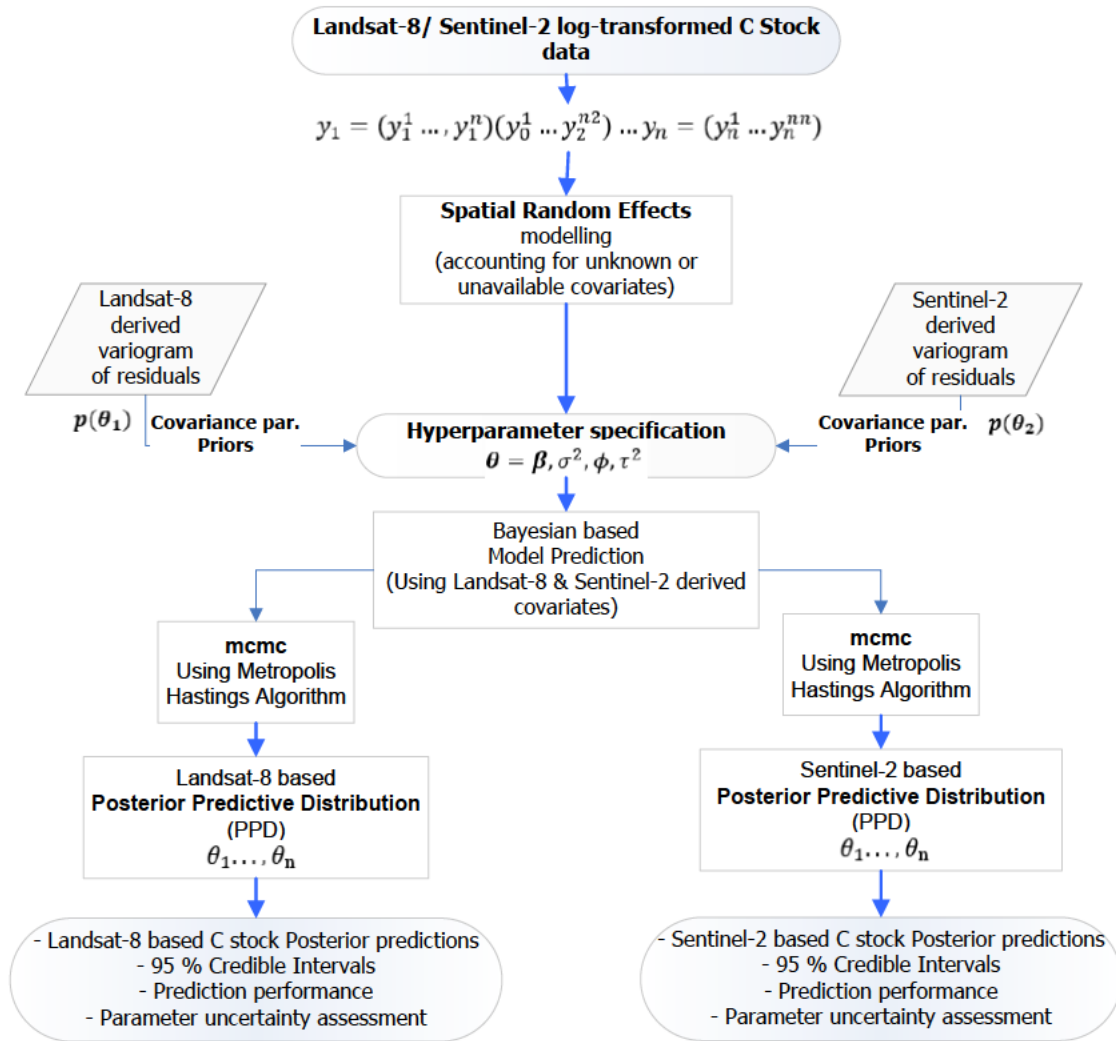 Landsat-8/ Sentinel-2 log-transformed C Stock
data
y₁ = (y₁¹ ..., y₁ⁿ)(y₀¹ ... y₂ⁿ²) ... yₙ = (yₙ¹ ... yₙⁿⁿ)
Spatial Random Effects
modelling
(accounting for unknown or
unavailable covariates)
Landsat-8
derived
variogram
of residuals
Sentinel-2
derived
variogram
of residuals
p(θ₁)
Covariance par.
Priors
Covariance par.
Priors
p(θ₂)
Hyperparameter specification
θ = β, σ², ϕ, τ²
Bayesian based
Model Prediction
(Using Landsat-8 & Sentinel-2 derived
covariates)
mcmc
Using Metropolis
Hastings Algorithm
mcmc
Using Metropolis
Hastings Algorithm
Landsat-8 based
Posterior Predictive Distribution
(PPD)
θ₁..., θₙ
Sentinel-2 based
Posterior Predictive Distribution
(PPD)
θ₁..., θₙ
- Landsat-8 based C stock Posterior predictions
- 95 % Credible Intervals
- Prediction performance
- Parameter uncertainty assessment
- Sentinel-2 based C stock Posterior predictions
- 95 % Credible Intervals
- Prediction performance
- Parameter uncertainty assessment